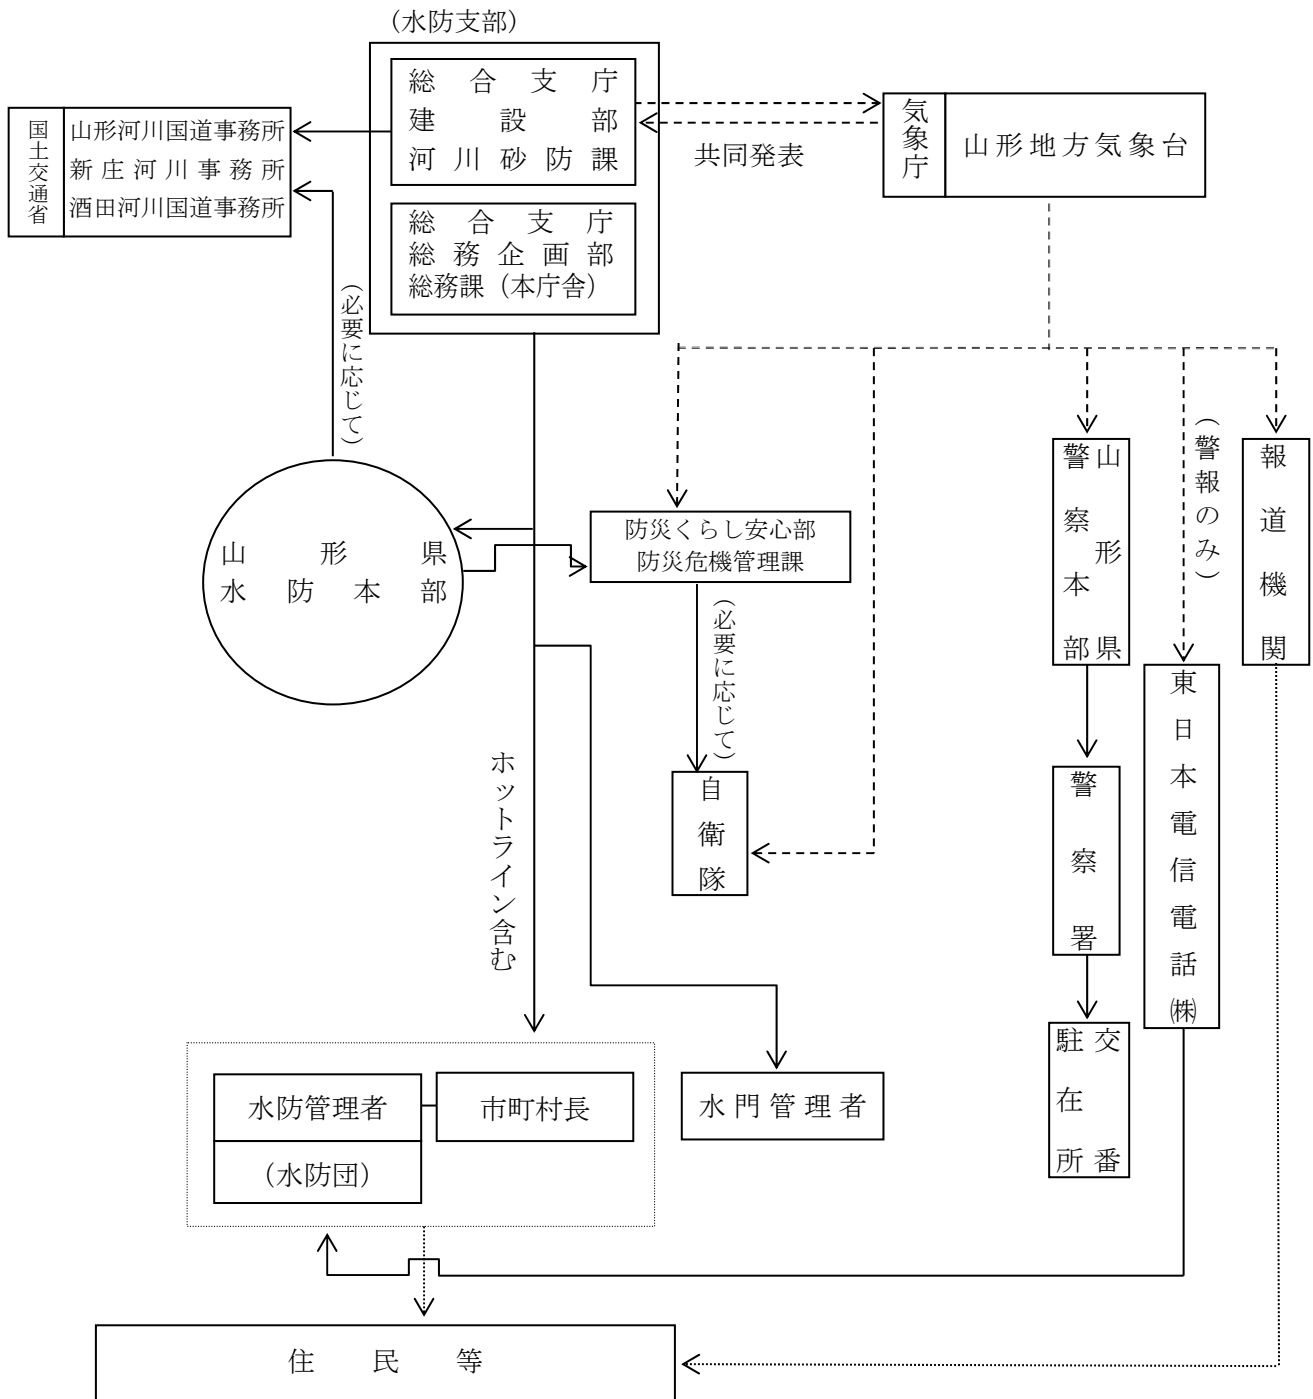 (水防支部)
総合支庁
建設部
河川砂防課
総合支庁
総務企画部
総務課（本庁舎）
国土交通省
山形河川国道事務所
新庄河川事務所
酒田河川国道事務所
共同発表
気象庁
山形地方気象台
（必要に応じて）
山形県
水防本部
防災くらし安心部
防災危機管理課
（必要に応じて）
自衛隊
山形県
警察本部
警察署
交番
駐在所
（警報のみ）
東日本電信電話㈱
報道機関
ホットライン含む
水防管理者
（水防団）
市町村長
水門管理者
住民等